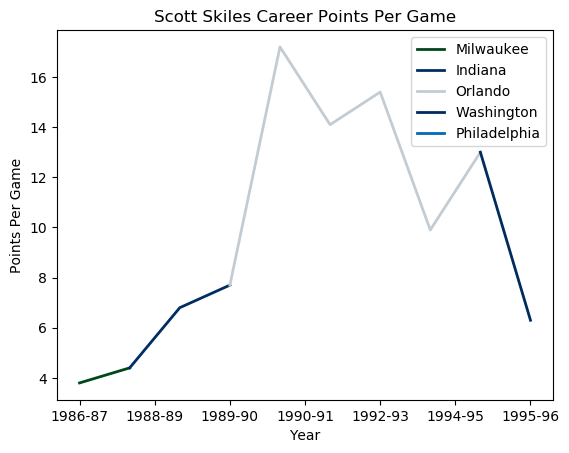 Scott Skiles Career Points Per Game
Milwaukee
Indiana
Orlando
Washington
Philadelphia
16
14
12
10
8
6
4
Points Per Game
1986-87 1988-89 1989-90 1990-91 1992-93 1994-95 1995-96
Year